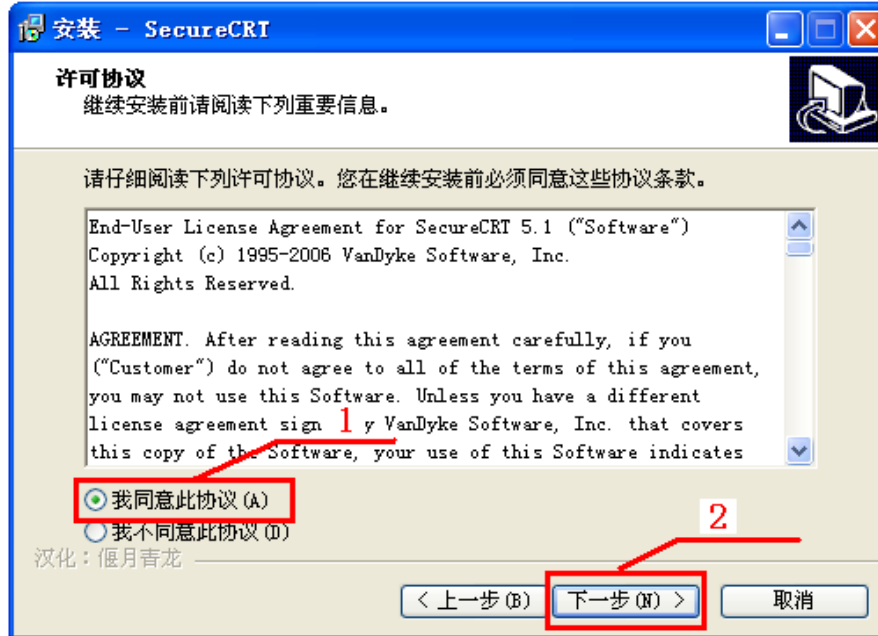 安装 - SecureCRT
许可协议
继续安装前请阅读下列重要信息。
请仔细阅读下列许可协议。您在继续安装前必须同意这些协议条款。
End-User License Agreement for SecureCRT 5.1 ("Software")
Copyright (c) 1995-2006 VanDyke Software, Inc.
All Rights Reserved.
AGREEMENT. After reading this agreement carefully, if you
("Customer") do not agree to all of the terms of this agreement,
you may not use this Software. Unless you have a different
license agreement sign 1 y VanDyke Software, Inc. that covers
this copy of the Software, your use of this Software indicates
我同意此协议(A)
2
我不同意此协议(D)
汉化：偃月青龙
< 上一步(B)
下一步(N) >
取消